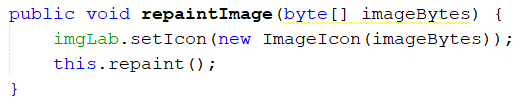 public void repaintImage(byte[] imageBytes) {
    imgLab.setIcon(new ImageIcon(imageBytes));
    this.repaint();
}